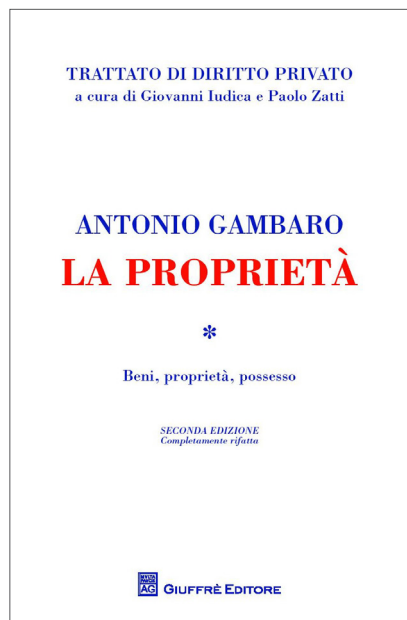 TRATTATO DI DIRITTO PRIVATO
a cura di Giovanni Iudica e Paolo Zatti
ANTONIO GAMBARO
LA PROPRIETÀ
*
Beni, proprietà, possesso
SECONDA EDIZIONE
Completamente rifatta
AG GIUFFRÈ EDITORE